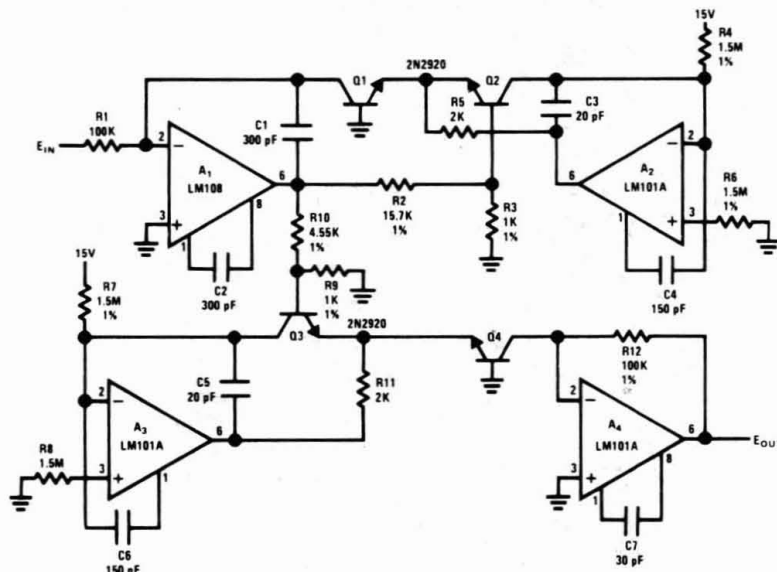 15V
R4
1.5M
1%
2N2920
Q1
Q2
R1
100K
C1
300 pF
R5
2K
C3
20 pF
E_IN
2
6
3
8
1
A₁
LM108
R2
15.7K
1%
6
2
3
1
A₂
LM101A
R6
1.5M
1%
R10
4.55K
1%
R3
1K
1%
C2
300 pF
C4
150 pF
15V
R7
1.5M
1%
R9
1K
1%
2N2920
Q3
Q4
R12
100K
1%
C5
20 pF
R11
2K
2
6
3
1
A₃
LM101A
R8
1.5M
2
6
3
8
1
A₄
LM101A
E_OU
C6
150 pF
C7
30 pF